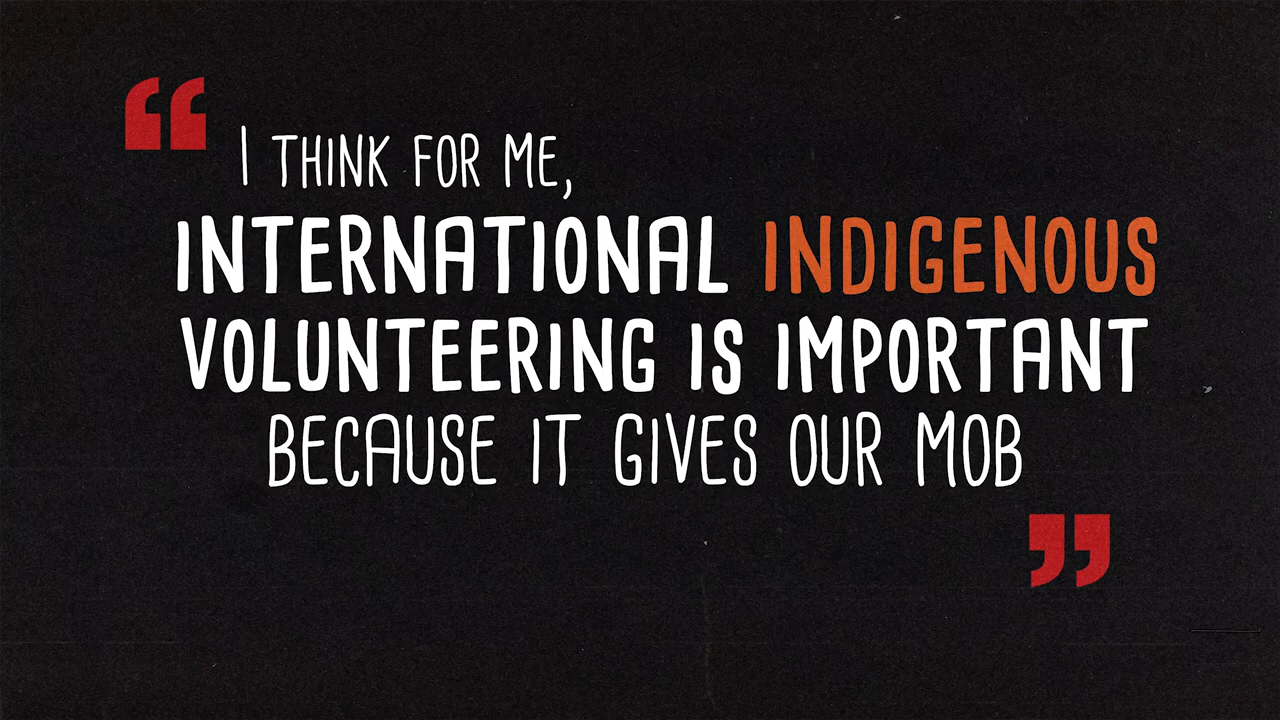 “ I THINK FOR ME,
INTERNATIONAL INDIGENOUS
VOLUNTEERING IS IMPORTANT
BECAUSE IT GIVES OUR MOB ”